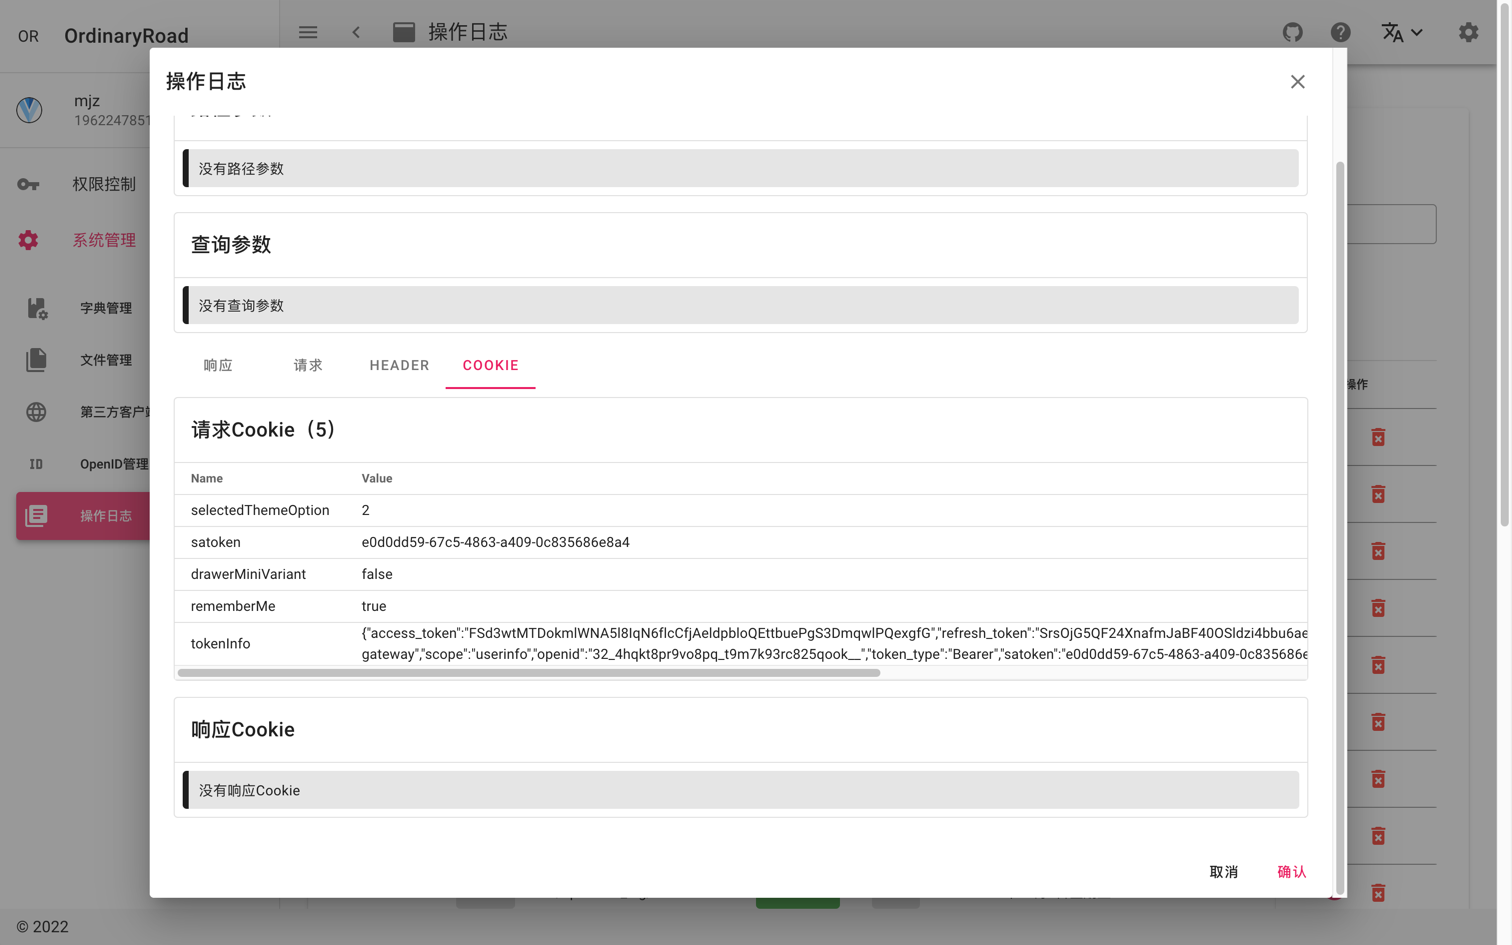 OR OrdinaryRoad
操作日志
mjz
196224785
权限控制
系统管理
字典管理
文件管理
第三方客户端
OpenID管理
操作日志
© 2022
操作日志
没有路径参数
查询参数
没有查询参数
响应 请求 HEADER COOKIE
请求Cookie（5）
Name Value
selectedThemeOption 2
satoken e0d0dd59-67c5-4863-a409-0c835686e8a4
drawerMiniVariant false
rememberMe true
tokenInfo
{"access_token":"FSd3wtMTDokmlWNA5l8IqN6flcCfjAeldpbloQEttbuePgS3DmqwlPQexgfG","refresh_token":"SrsOjG5QF24XnafmJaBF40OSldzi4bbu6ae
gateway","scope":"userinfo","openid":"32_4hqkt8pr9vo8pq_t9m7k93rc825qook__","token_type":"Bearer","satoken":"e0d0dd59-67c5-4863-a409-0c835686e
响应Cookie
没有响应Cookie
取消 确认
操作